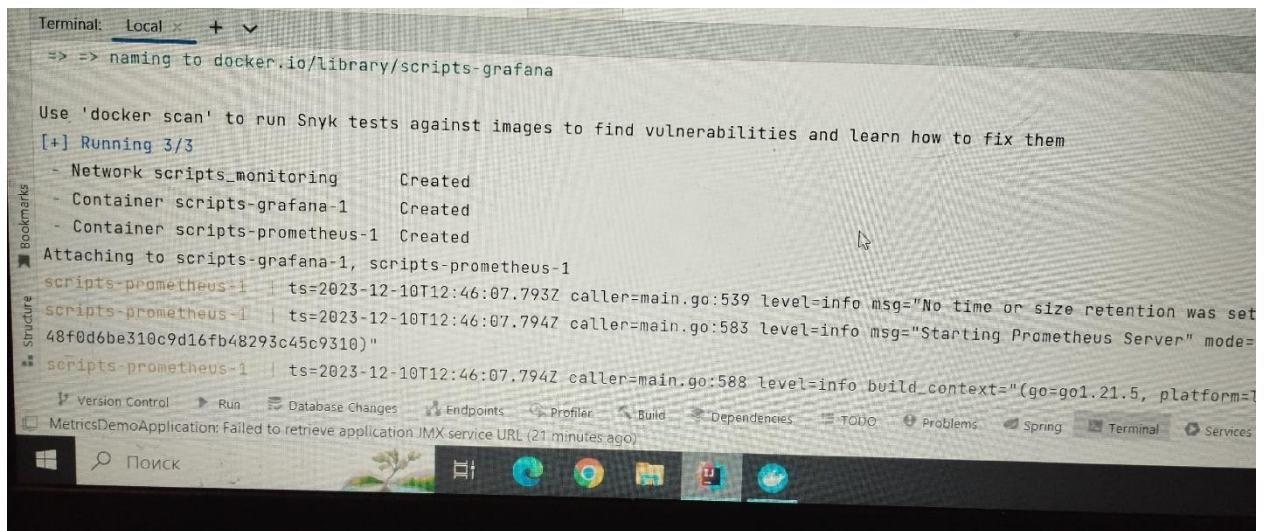 Terminal: Local × + 
=> => naming to docker.io/library/scripts-grafana
Use 'docker scan' to run Snyk tests against images to find vulnerabilities and learn how to fix them
[+] Running 3/3
- Network scripts_monitoring Created
- Container scripts-grafana-1 Created
- Container scripts-prometheus-1 Created
Attaching to scripts-grafana-1, scripts-prometheus-1
scripts-prometheus-1 | ts=2023-12-10T12:46:07.793Z caller=main.go:539 level=info msg="No time or size retention was set
scripts-prometheus-1 | ts=2023-12-10T12:46:07.794Z caller=main.go:583 level=info msg="Starting Prometheus Server" mode=
48f0d6be310c9d16fb48293c45c9310)"
scripts-prometheus-1 | ts=2023-12-10T12:46:07.794Z caller=main.go:588 level=info build_context="(go=go1.21.5, platform=l
Bookmarks
Structure
Version Control Run Database Changes Endpoints Profiler Build Dependencies TODO Problems Spring Terminal Services
MetricsDemoApplication: Failed to retrieve application JMX service URL (21 minutes ago)
Поиск